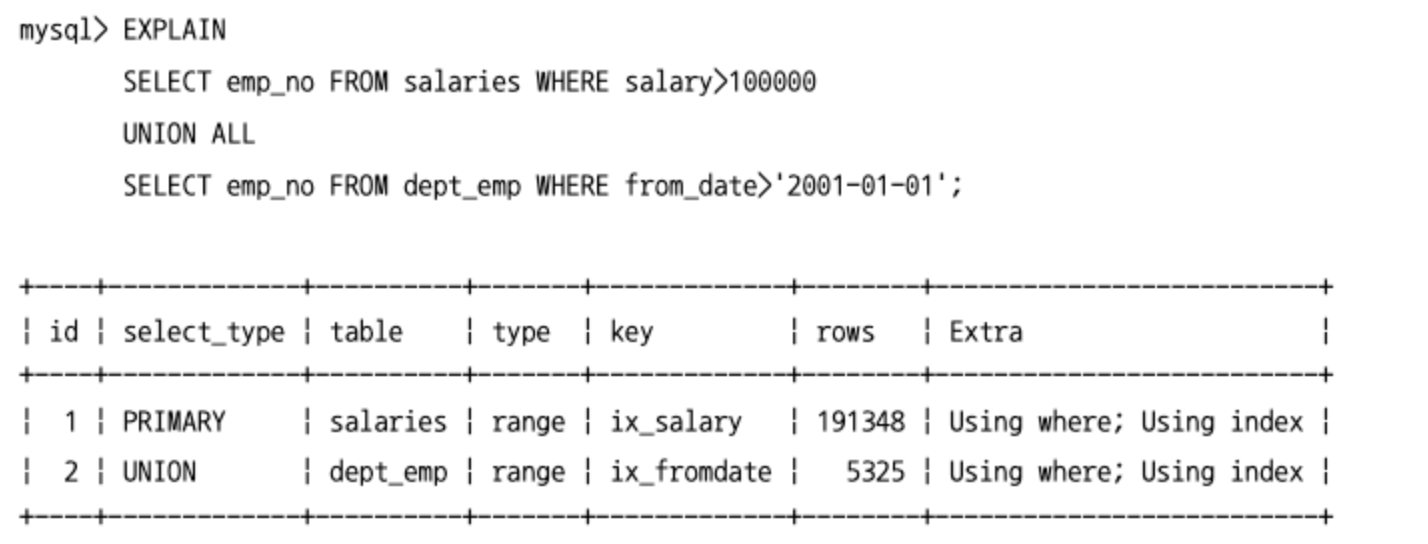 mysql> EXPLAIN
SELECT emp_no FROM salaries WHERE salary>100000
UNION ALL
SELECT emp_no FROM dept_emp WHERE from_date>'2001-01-01';
+----+-------------+----------+-------+-------------+--------+--------------------------+
| id | select_type | table    | type  | key         | rows   | Extra                    |
+----+-------------+----------+-------+-------------+--------+--------------------------+
|  1 | PRIMARY     | salaries | range | ix_salary   | 191348 | Using where; Using index |
|  2 | UNION       | dept_emp | range | ix_fromdate |   5325 | Using where; Using index |
+----+-------------+----------+-------+-------------+--------+--------------------------+